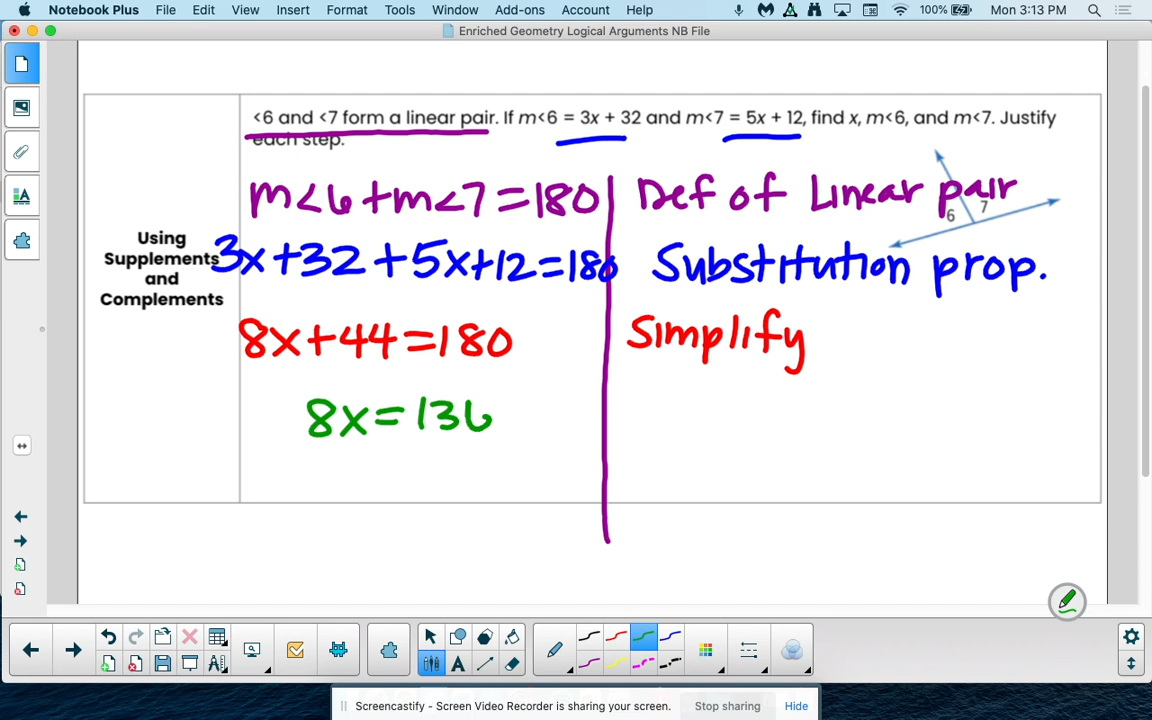 Notebook Plus File Edit View Insert Format Tools Window Add-ons Account Help 100% Mon 3:13 PM
Enriched Geometry Logical Arguments NB File
<6 and <7 form a linear pair. If m<6 = 3x + 32 and m<7 = 5x + 12, find x, m<6, and m<7. Justify
each step.
m<6+m<7=180 Def of Linear pair
6 7
Using
Supplements
and
Complements
3x+32+5x+12=180 Substitution prop.
8x+44=180 Simplify
8x=136
A
Screencastify - Screen Video Recorder is sharing your screen. Stop sharing Hide